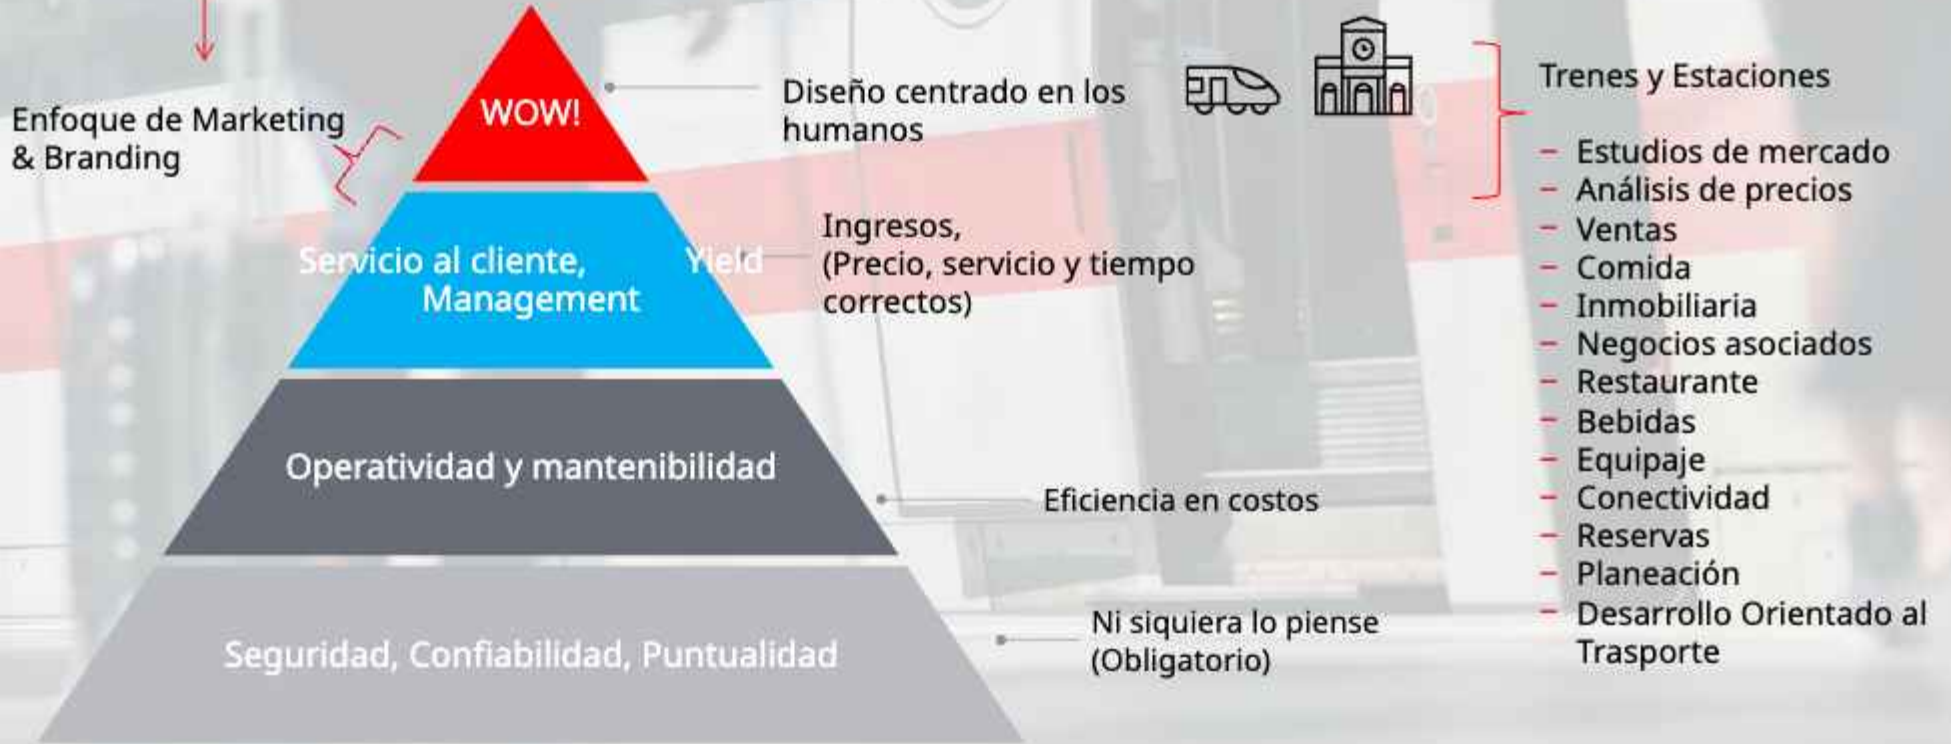 Enfoque de Marketing
& Branding
WOW!
Diseño centrado en los
humanos
Servicio al cliente, Yield
Management
Ingresos,
(Precio, servicio y tiempo
correctos)
Operatividad y mantenibilidad
Eficiencia en costos
Seguridad, Confiabilidad, Puntualidad
Ni siquiera lo piense
(Obligatorio)
Trenes y Estaciones
– Estudios de mercado
– Análisis de precios
– Ventas
– Comida
– Inmobiliaria
– Negocios asociados
– Restaurante
– Bebidas
– Equipaje
– Conectividad
– Reservas
– Planeación
– Desarrollo Orientado al
Trasporte